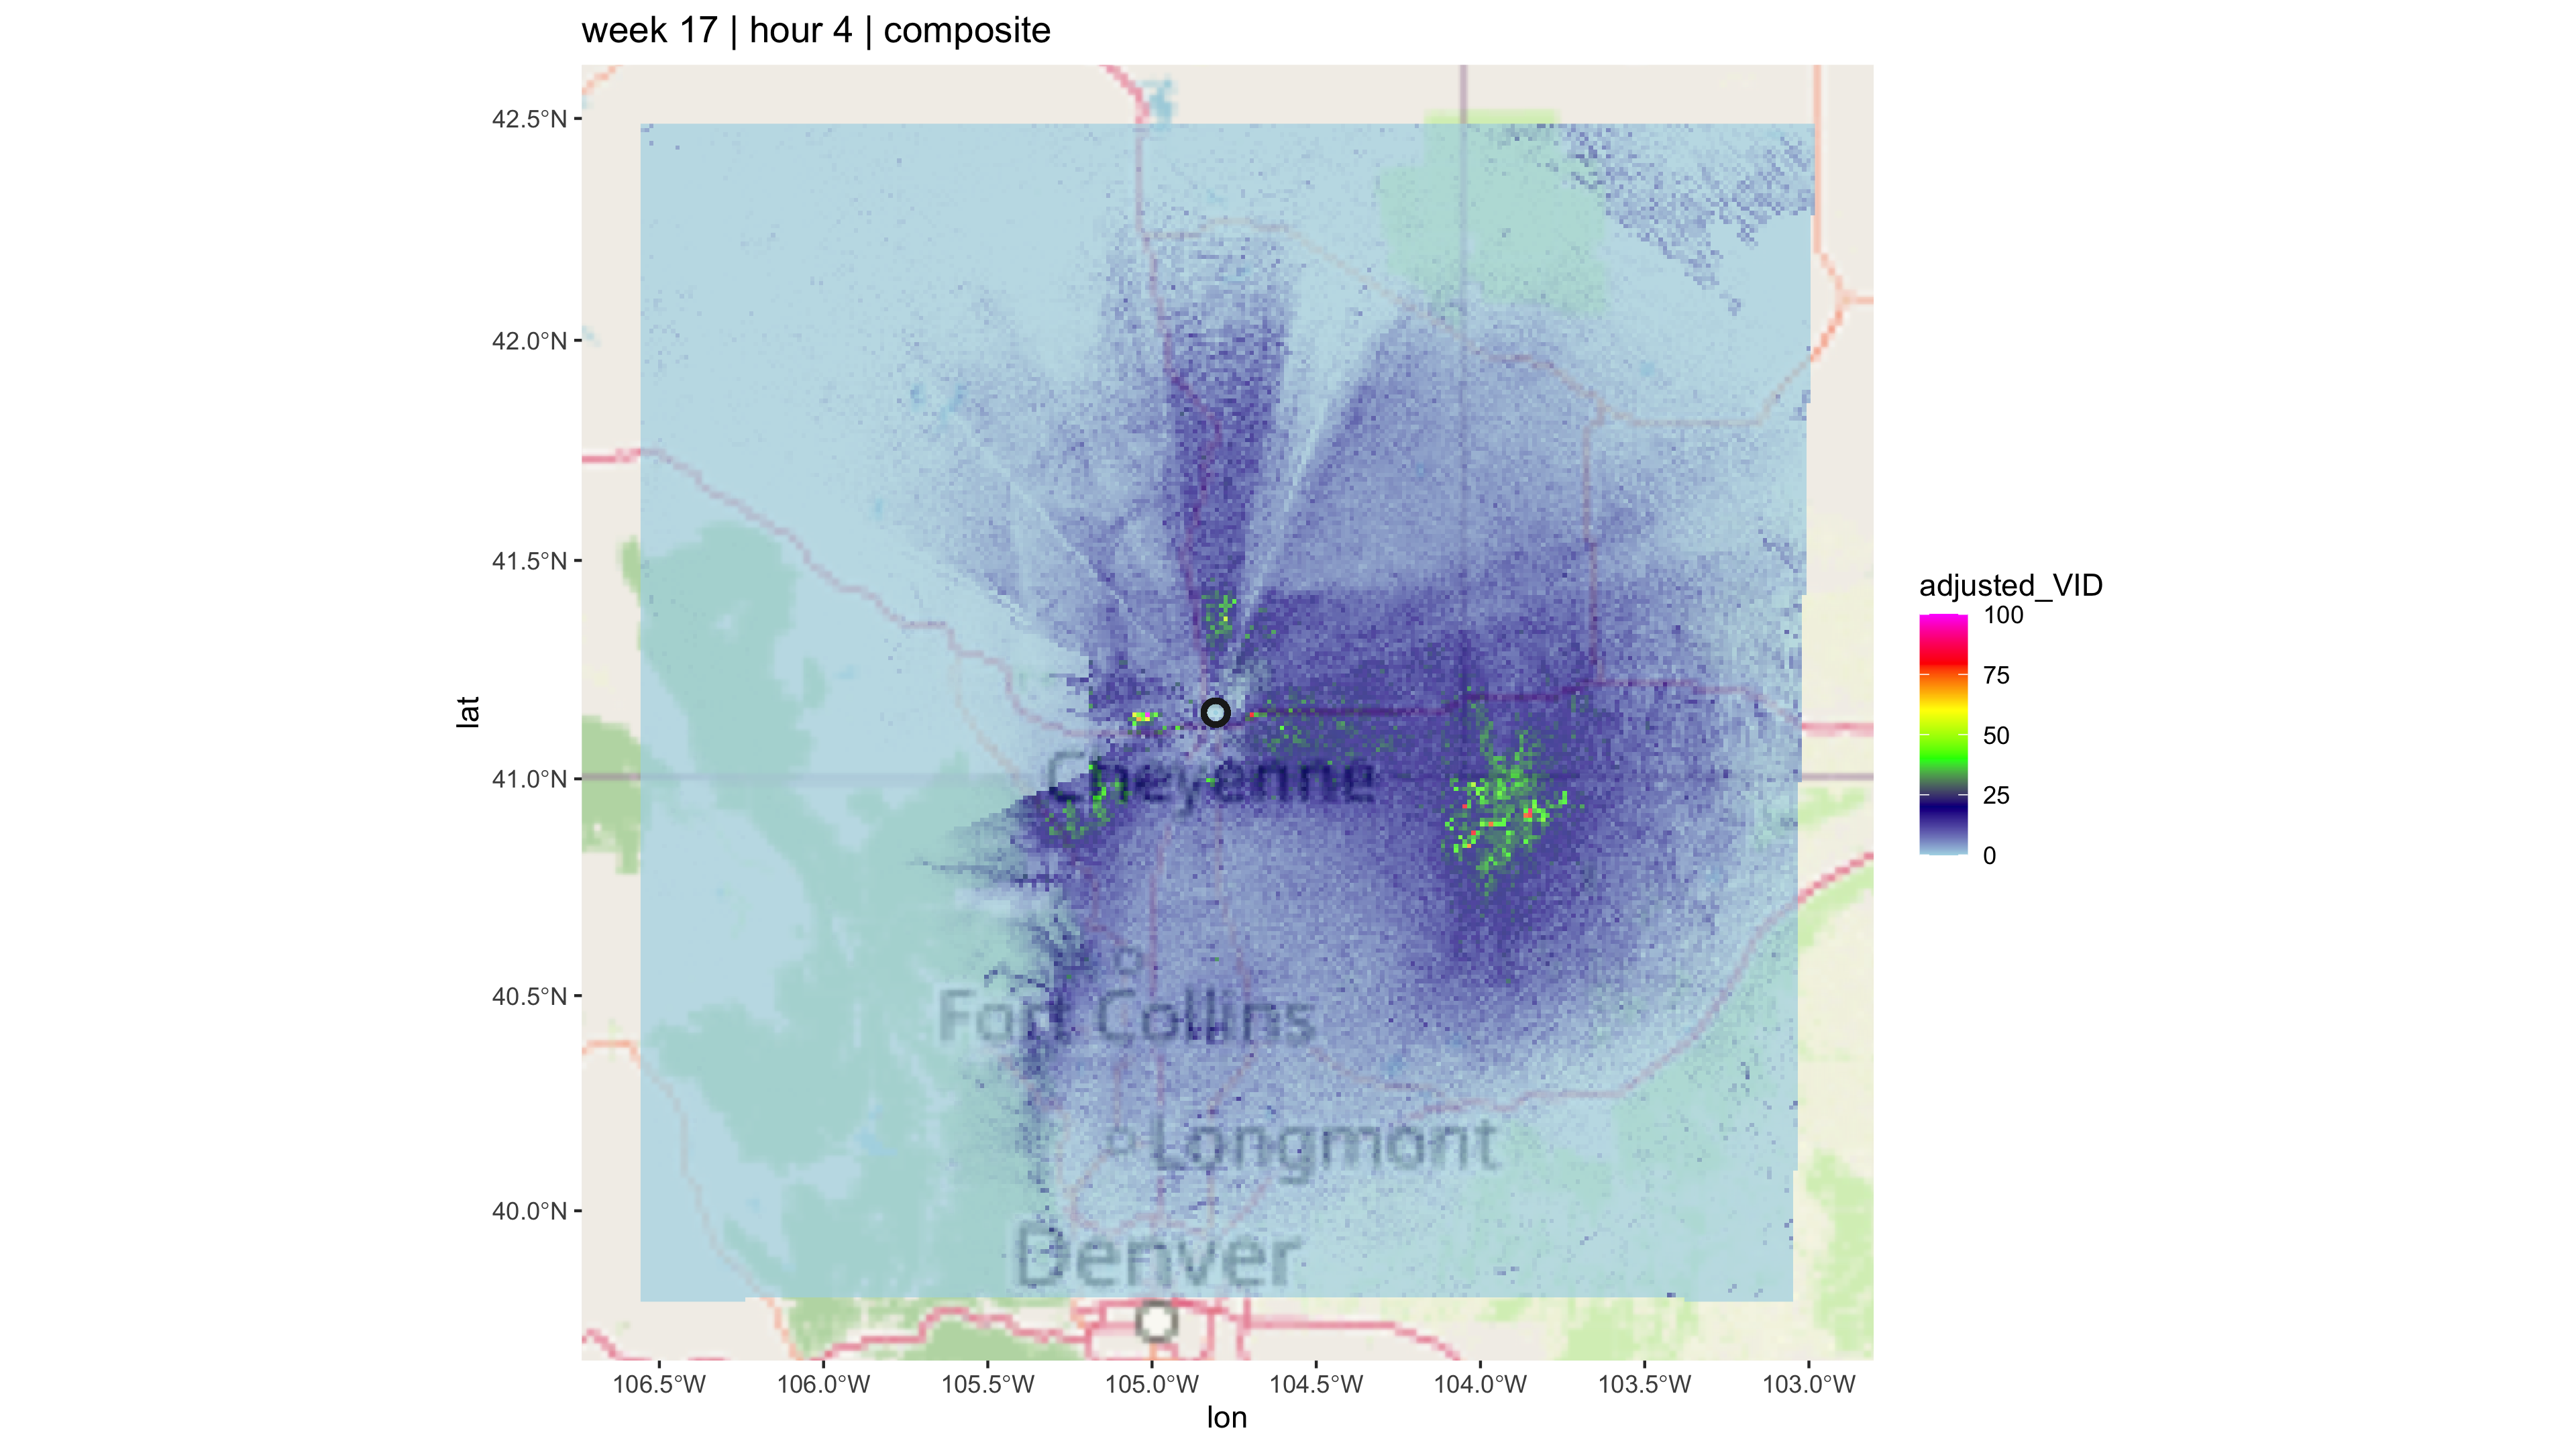 week 17 | hour 4 | composite
42.5°N
42.0°N
41.5°N
41.0°N
40.5°N
40.0°N
lat
Cheyenne
Fort Collins
Longmont
Denver
106.5°W
106.0°W
105.5°W
105.0°W
104.5°W
104.0°W
103.5°W
103.0°W
lon
adjusted_VID
100
75
50
25
0